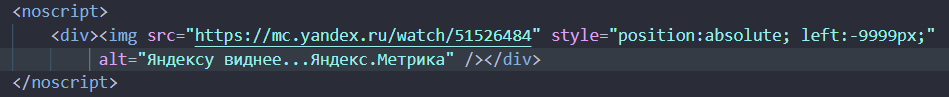 <noscript>
<div><img src="https://mc.yandex.ru/watch/51526484" style="position:absolute; left:-9999px;"
alt="Яндексу виднее...Яндекс.Метрика" /></div>
</noscript>